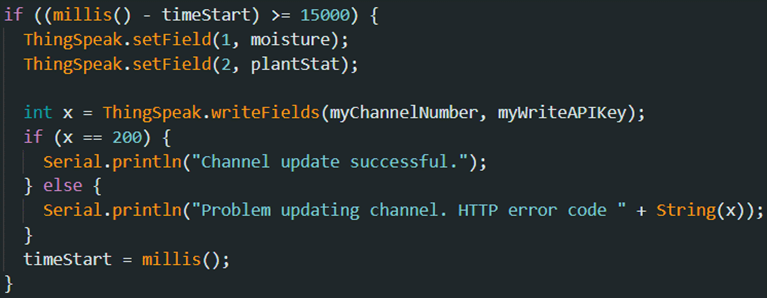 if ((millis() - timeStart) >= 15000) {
  ThingSpeak.setField(1, moisture);
  ThingSpeak.setField(2, plantStat);

  int x = ThingSpeak.writeFields(myChannelNumber, myWriteAPIKey);
  if (x == 200) {
    Serial.println("Channel update successful.");
  } else {
    Serial.println("Problem updating channel. HTTP error code " + String(x));
  }
  timeStart = millis();
}